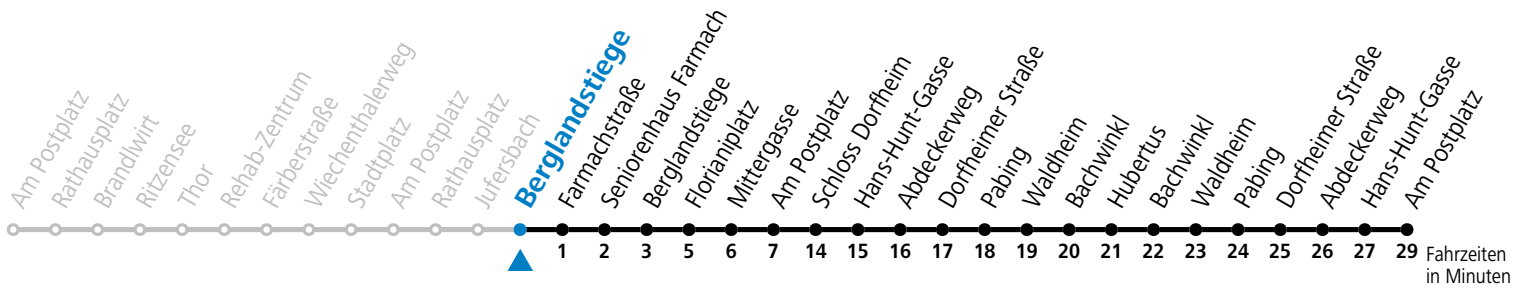 Am Postplatz
Rathausplatz
Brandlwirt
Ritzensee
Thor
Rehab-Zentrum
Färberstraße
Wiechenthalerweg
Stadtplatz
Am Postplatz
Rathausplatz
Jufersbach
Berglandstiege
Farmachstraße
Seniorenhaus Farmach
Berglandstiege
Florianiplatz
Mittergasse
Am Postplatz
Schloss Dorfheim
Hans-Hunt-Gasse
Abdeckerweg
Dorfheimer Straße
Pabing
Waldheim
Bachwinkl
Hubertus
Bachwinkl
Waldheim
Pabing
Dorfheimer Straße
Abdeckerweg
Hans-Hunt-Gasse
Am Postplatz
1 2 3 5 6 7 14 15 16 17 18 19 20 21 22 23 24 25 26 27 29
Fahrzeiten
in Minuten